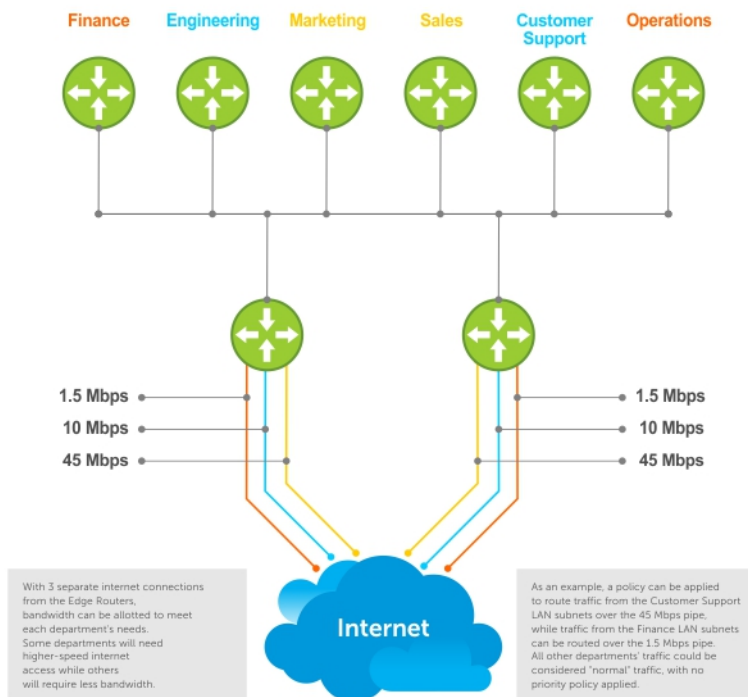 Finance Engineering Marketing Sales Customer Support Operations
1.5 Mbps
10 Mbps
45 Mbps
1.5 Mbps
10 Mbps
45 Mbps
With 3 separate internet connections
from the Edge Routers,
bandwidth can be allotted to meet
each department's needs.
Some departments will need
higher-speed internet
access while others
will require less bandwidth.
Internet
As an example, a policy can be applied
to route traffic from the Customer Support
LAN subnets over the 45 Mbps pipe,
while traffic from the Finance LAN subnets
can be routed over the 1.5 Mbps pipe.
All other departments' traffic could be
considered "normal" traffic, with no
priority policy applied.